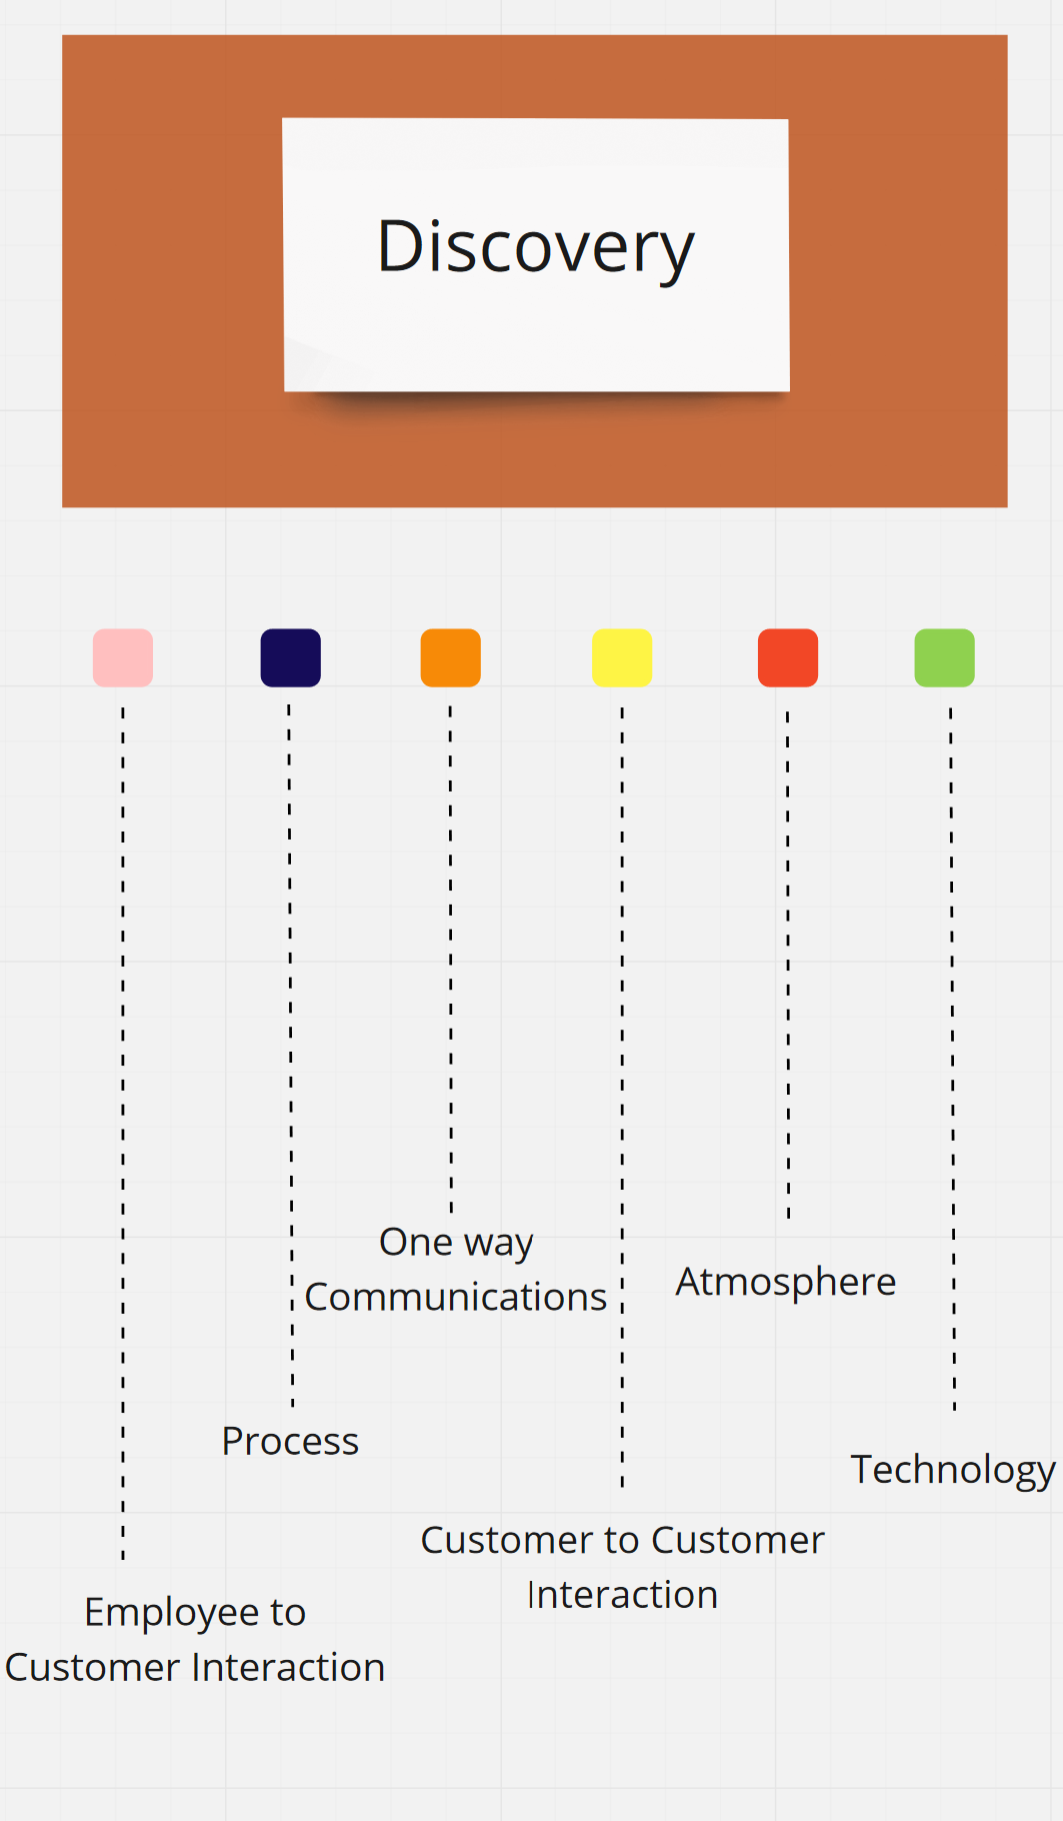 Discovery
One way
Communications
Atmosphere
Process
Technology
Customer to Customer
Interaction
Employee to
Customer Interaction